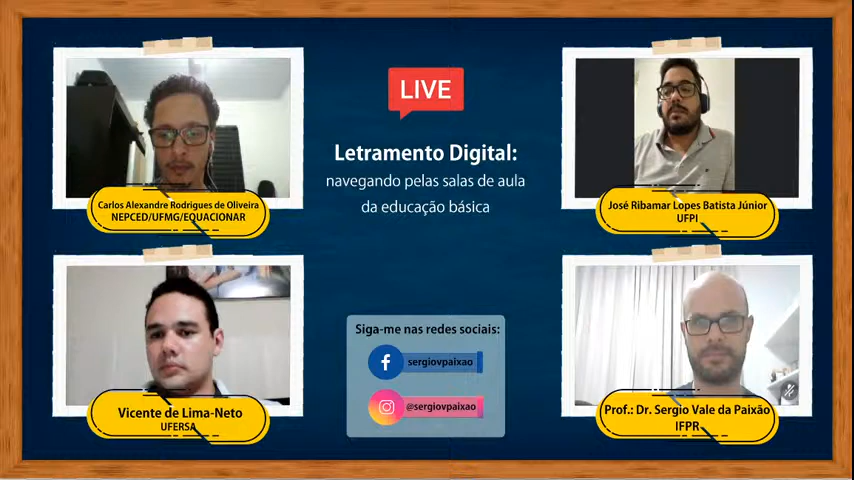 LIVE
Letramento Digital:
navegando pelas salas de aula
da educação básica
Carlos Alexandre Rodrigues de Oliveira
NEPCED/UFMG/EQUACIONAR
José Ribamar Lopes Batista Júnior
UFPI
Vicente de Lima-Neto
UFERSA
Siga-me nas redes sociais:
sergiovpaixao
@sergiovpaixao
Prof.: Dr. Sergio Vale da Paixão
IFPR